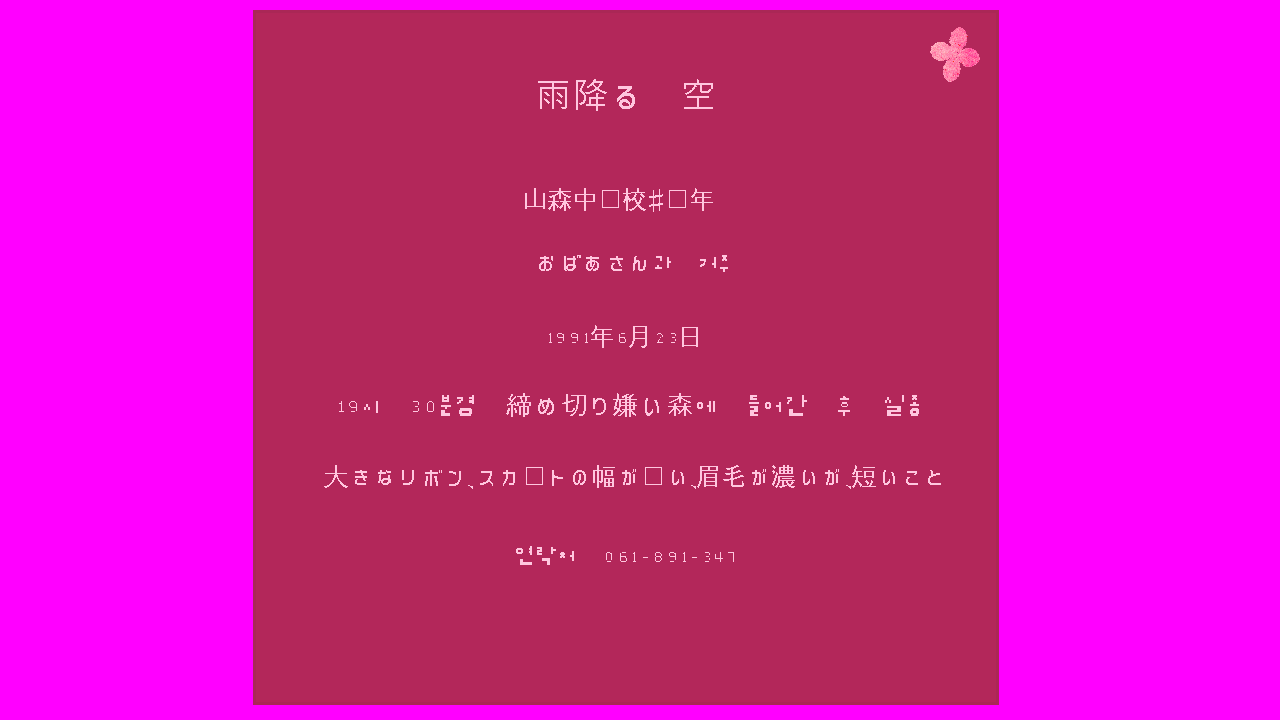 雨降る 空
山森中□校#□年
おばあさん과 거주
1991年6月23日
19시 30분경 締め切り嫌い森에 들어간 후 실종
大きなリボン、スカ□トの幅が□い、眉毛が濃いが、短いこと
연락처 061-891-347